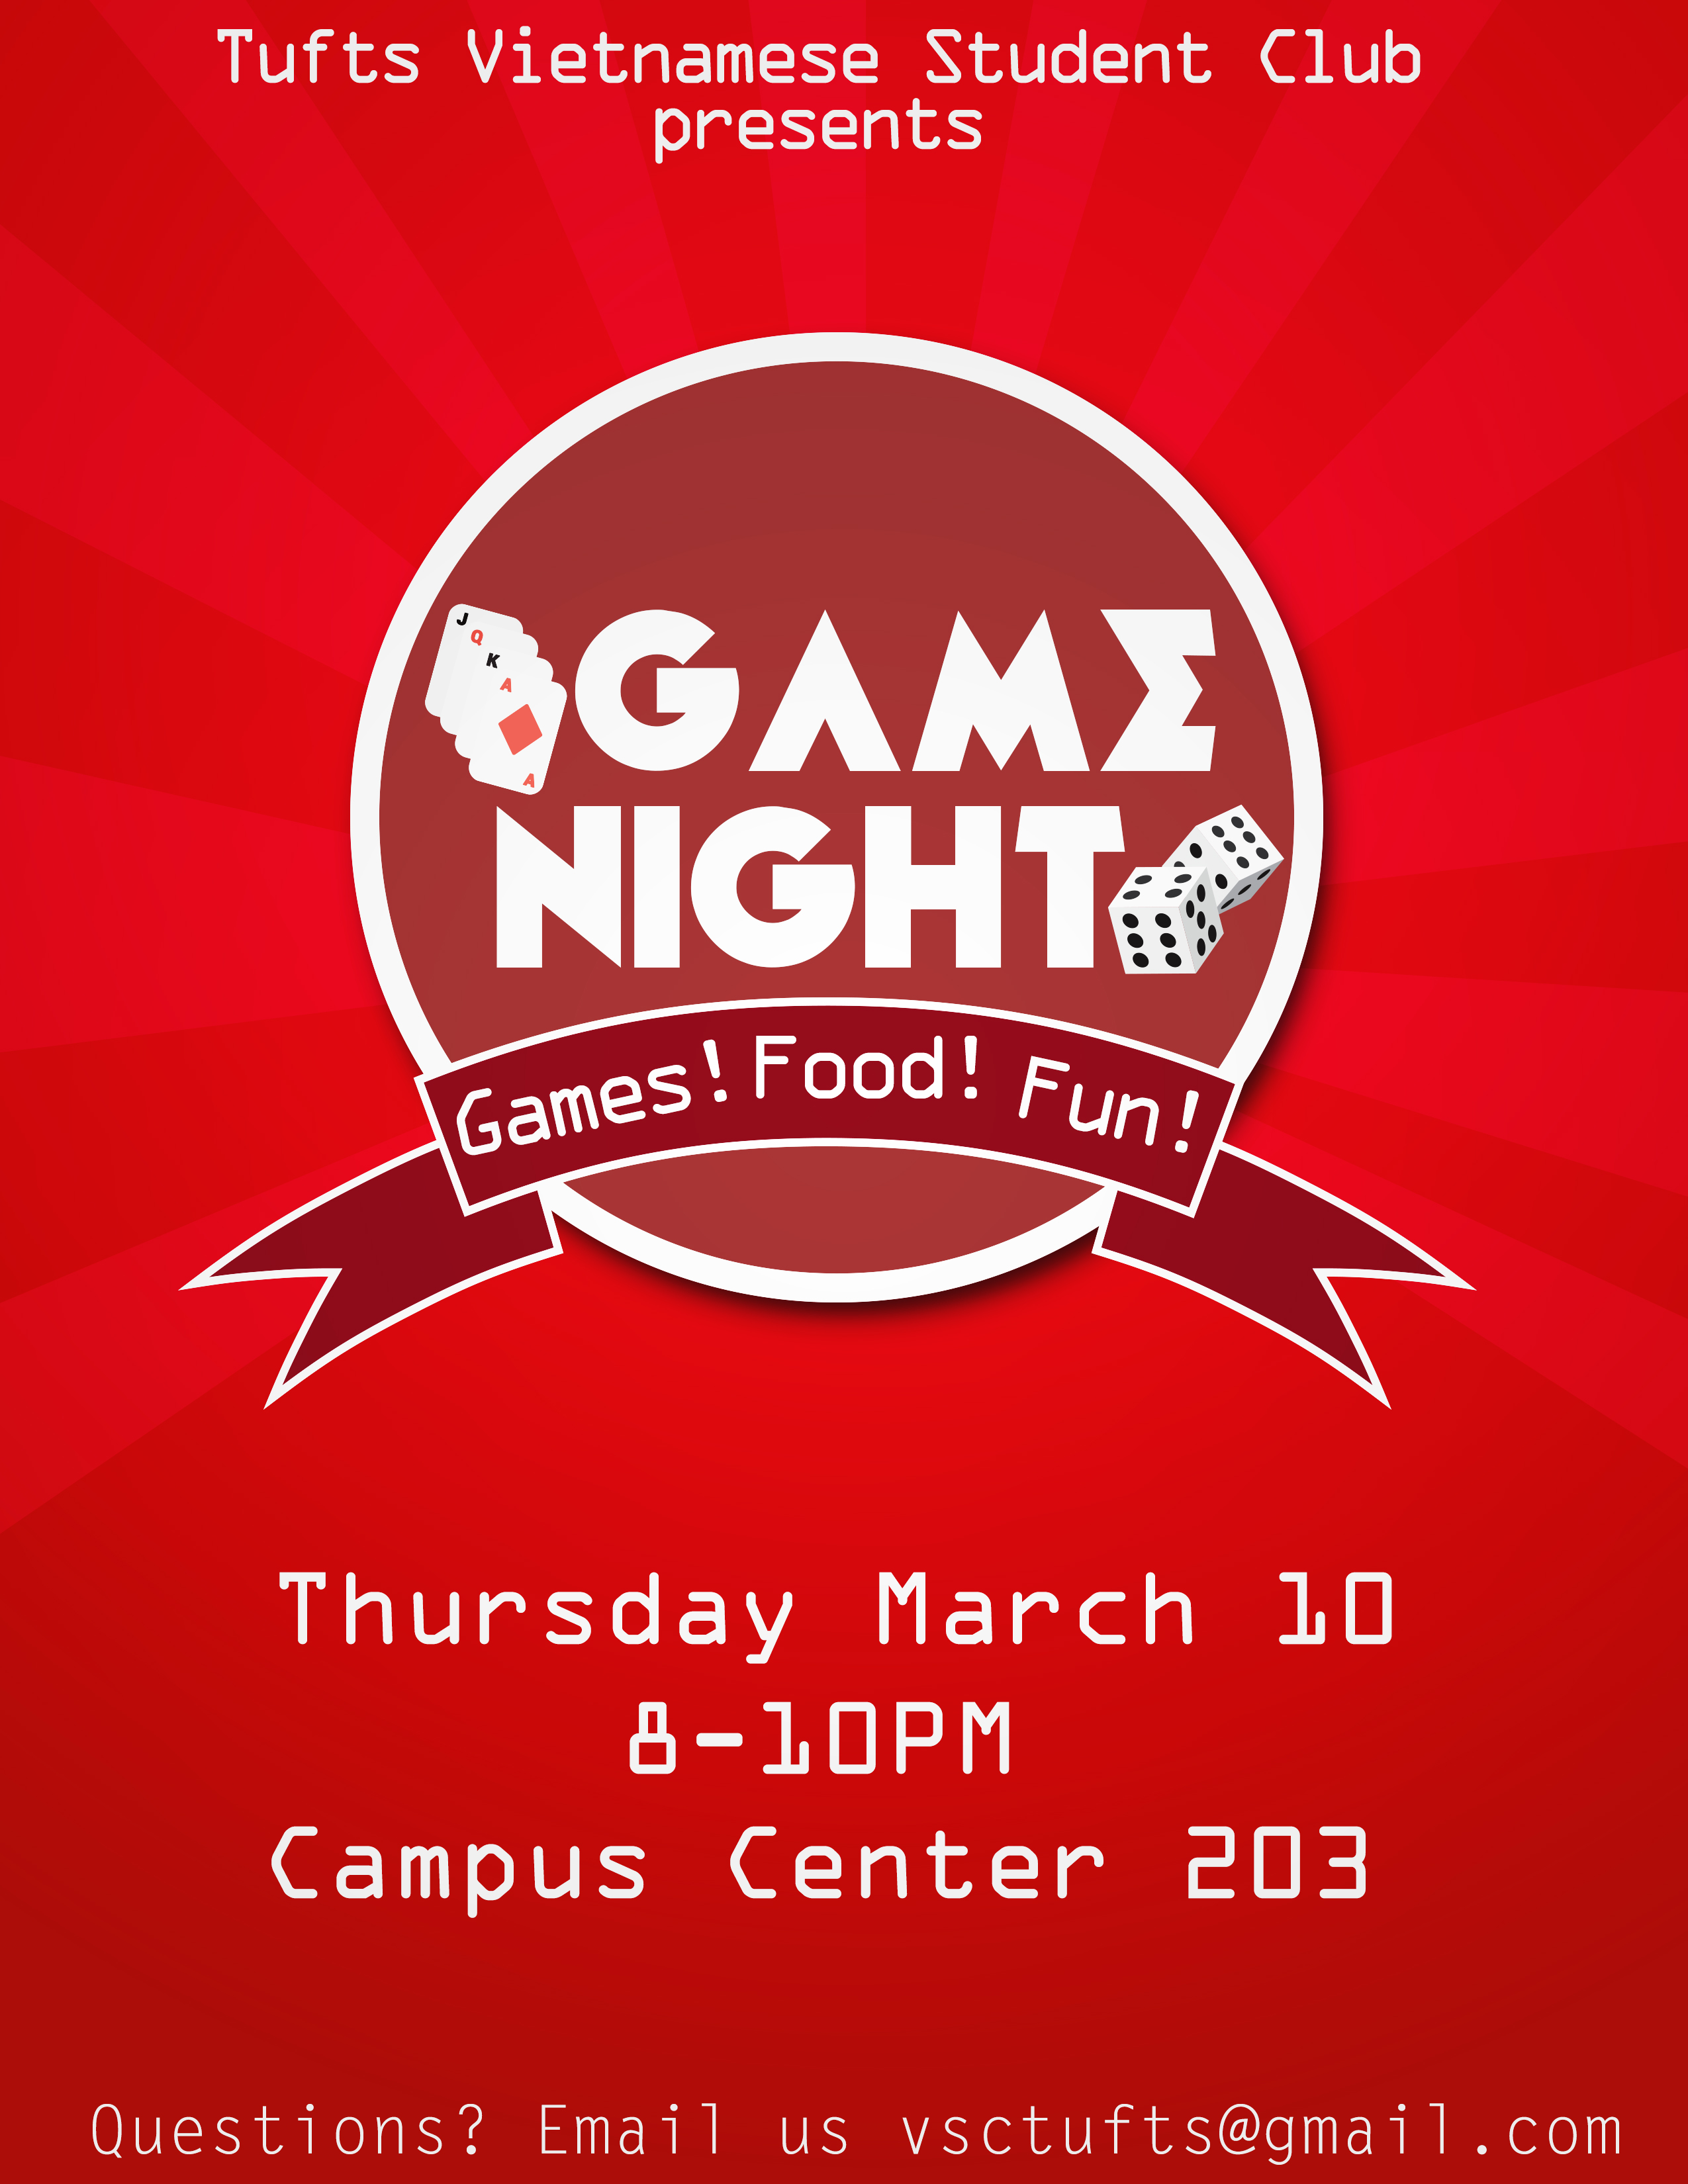 Tufts Vietnamese Student Club
presents
J
Q
K
A
A
GAME
NIGHT
Games! Food! Fun!
Thursday March 10
8-10PM
Campus Center 203
Questions? Email us vsctufts@gmail.com